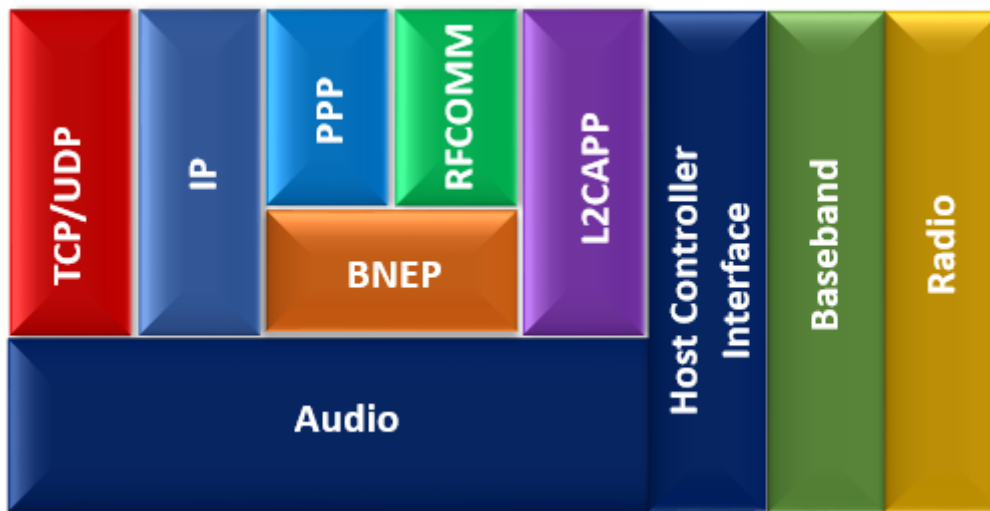 TCP/UDP
IP
PPP
RFCOMM
BNEP
L2CAPP
Audio
Host Controller
Interface
Baseband
Radio